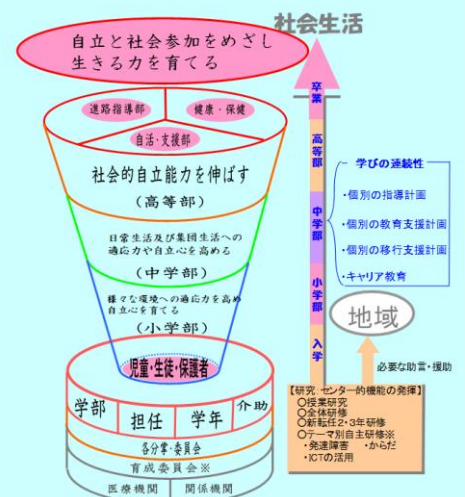 自立と社会参加をめざし
生きる力を育てる
社会生活
進路指導部
健康・保健
自活・支援部
社会的自立能力を伸ばす
(高等部)
日常生活及び集団生活への
適応力や自立心を高める
(中学部)
様々な環境への適応力を高め
自立心を育てる
(小学部)
児童・生徒・保護者
学部
担任
学年
介助
各分掌・委員会
育成委員会※
医療機関
関係機関
卒業
高等部
中学部
小学部
入学
学びの連続性
・個別の指導計画
・個別の教育支援計画
・個別の移行支援計画
・キャリア教育
地域
必要な助言・援助
【研究、センター的機能の発揮】
○授業研究
○全体研修
○新転任2・3年研修
○テーマ別自主研修※
・発達障害 ・からだ
・ICTの活用